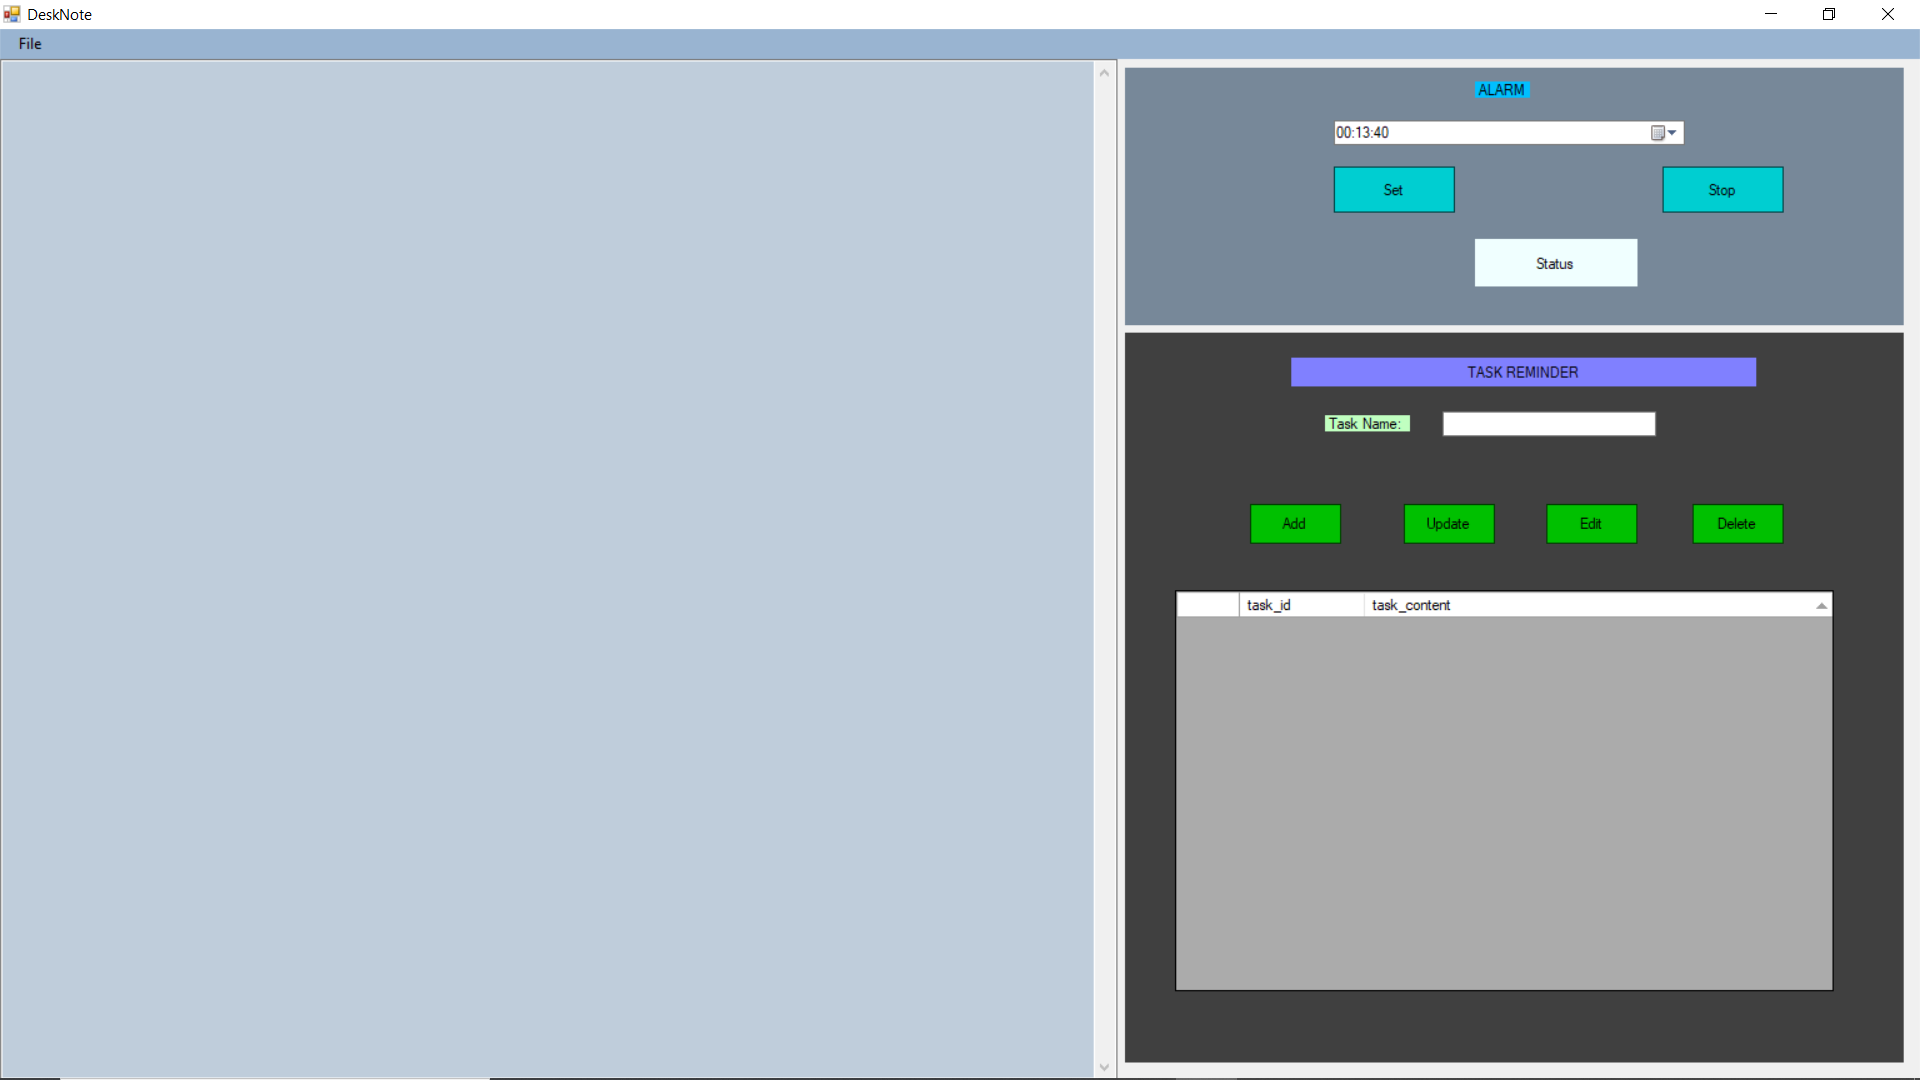 DeskNote
File
ALARM
00:13:40
Set Stop
Status
TASK REMINDER
Task Name:
Add Update Edit Delete
task_id task_content